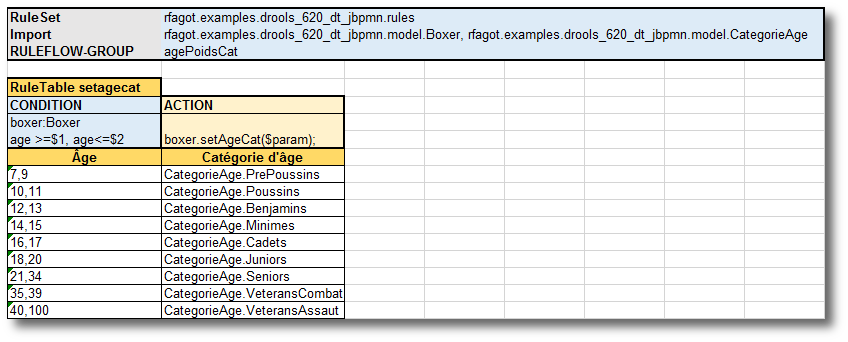 RuleSet rfagot.examples.drools_620_dt_jbpmn.rules
Import rfagot.examples.drools_620_dt_jbpmn.model.Boxer, rfagot.examples.drools_620_dt_jbpmn.model.CategorieAge
RULEFLOW-GROUP agePoidsCat
RuleTable setagecat
CONDITION ACTION
boxer:Boxer
age >=$1, age<=$2 boxer.setAgeCat($param);
Âge Catégorie d'âge
7,9 CategorieAge.PrePoussins
10,11 CategorieAge.Poussins
12,13 CategorieAge.Benjamins
14,15 CategorieAge.Minimes
16,17 CategorieAge.Cadets
18,20 CategorieAge.Juniors
21,34 CategorieAge.Seniors
35,39 CategorieAge.VeteransCombat
40,100 CategorieAge.VeteransAssaut